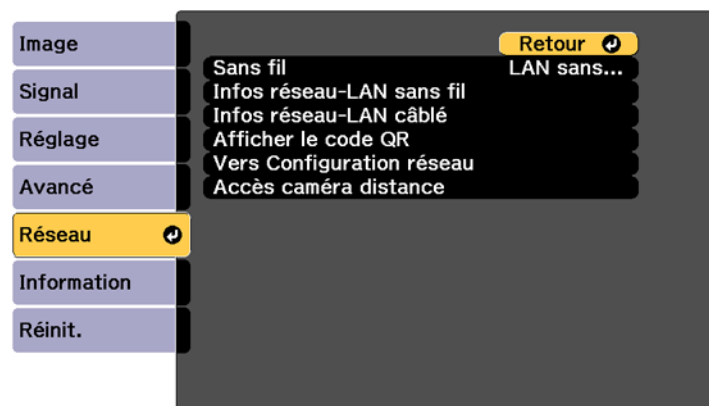 Image
Signal
Réglage
Avancé
Réseau
Information
Réinit.
Retour
Sans fil LAN sans...
Infos réseau-LAN sans fil
Infos réseau-LAN câblé
Afficher le code QR
Vers Configuration réseau
Accès caméra distance